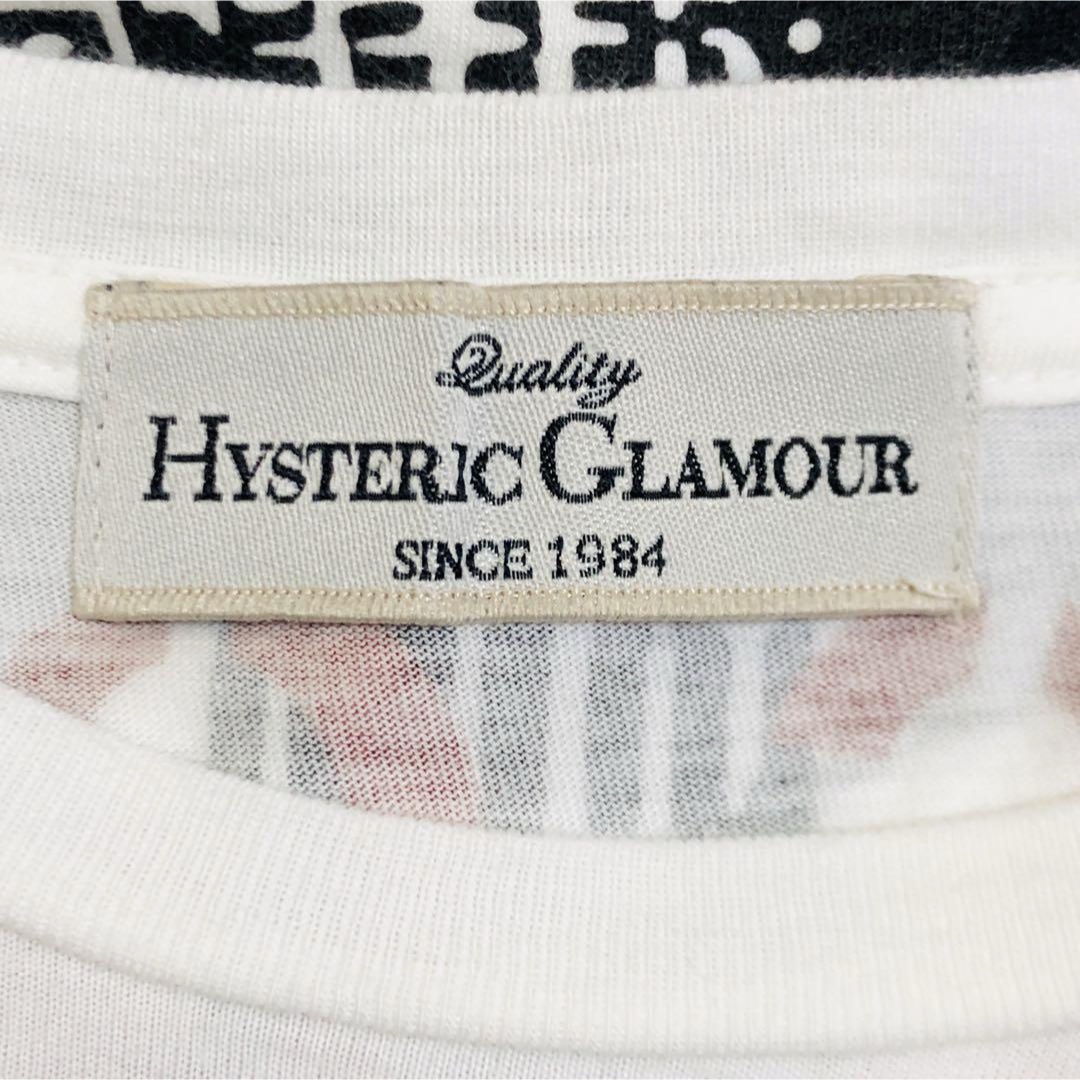 Quality
HYSTERIC GLAMOUR
SINCE 1984